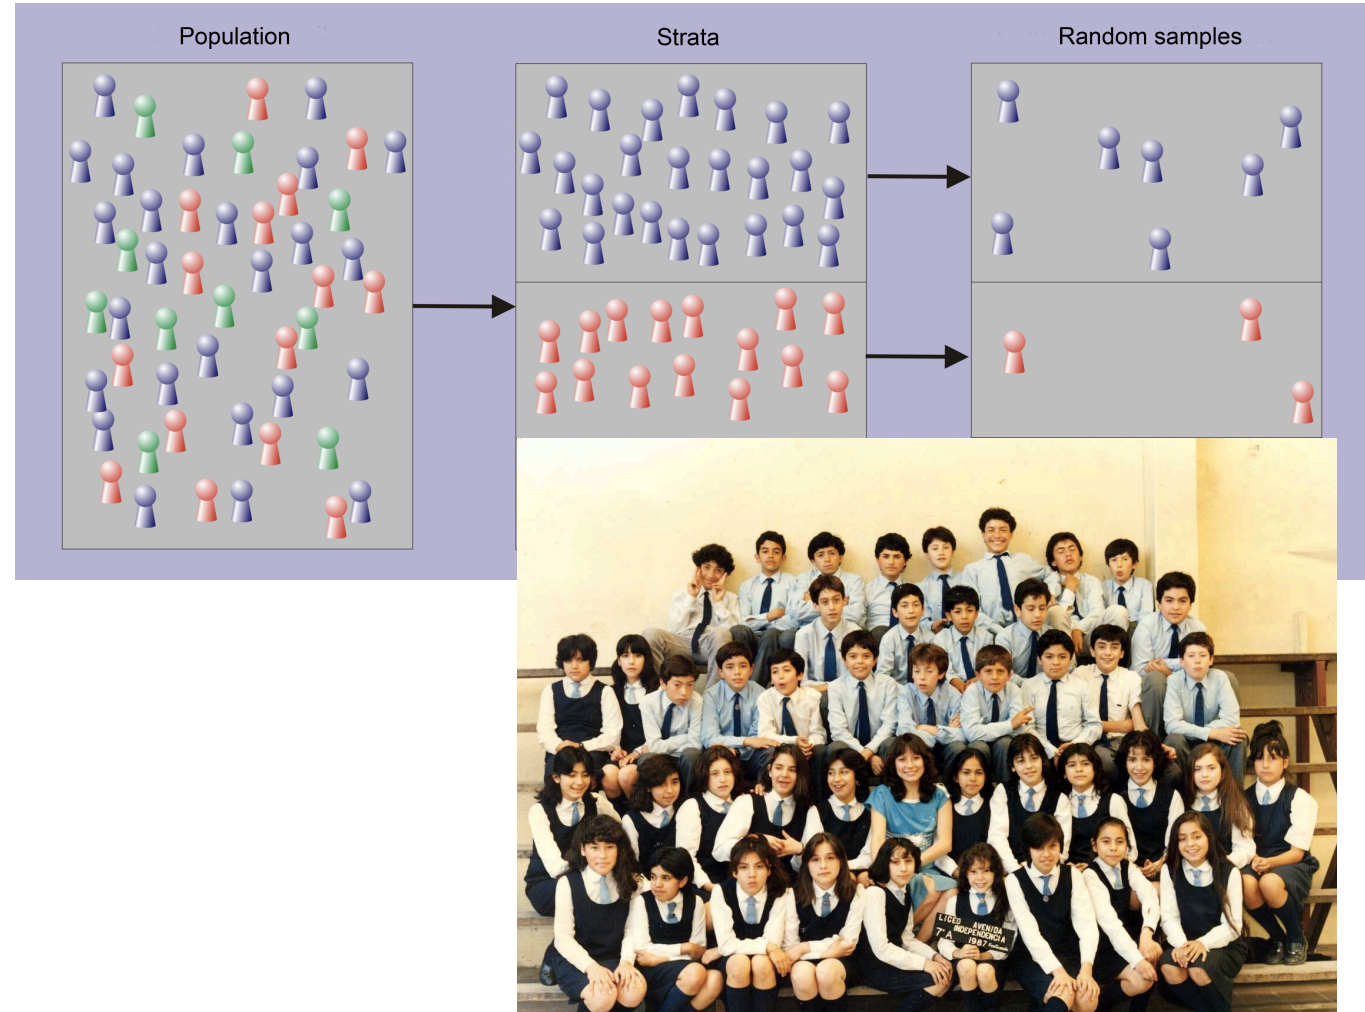 Population
Strata
Random samples
LICEO AVENIDA
INDEPENDENCIA
7°A 1987